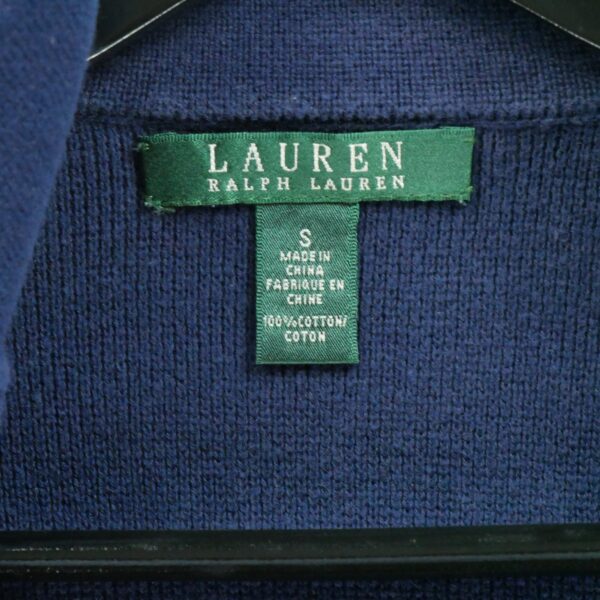 LAUREN
RALPH LAUREN
S
MADE IN
CHINA
FABRIQUE EN
CHINE
100%COTTON/
COTON